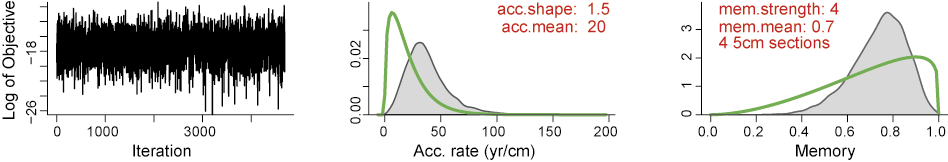 Log of Objective
-18
-26
0
1000
3000
Iteration
acc.shape: 1.5
acc.mean: 20
0.02
0.00
0
50
100
150
200
Acc. rate (yr/cm)
mem.strength: 4
mem.mean: 0.7
4 5cm sections
3
2
1
0
0.0
0.2
0.4
0.6
0.8
1.0
Memory